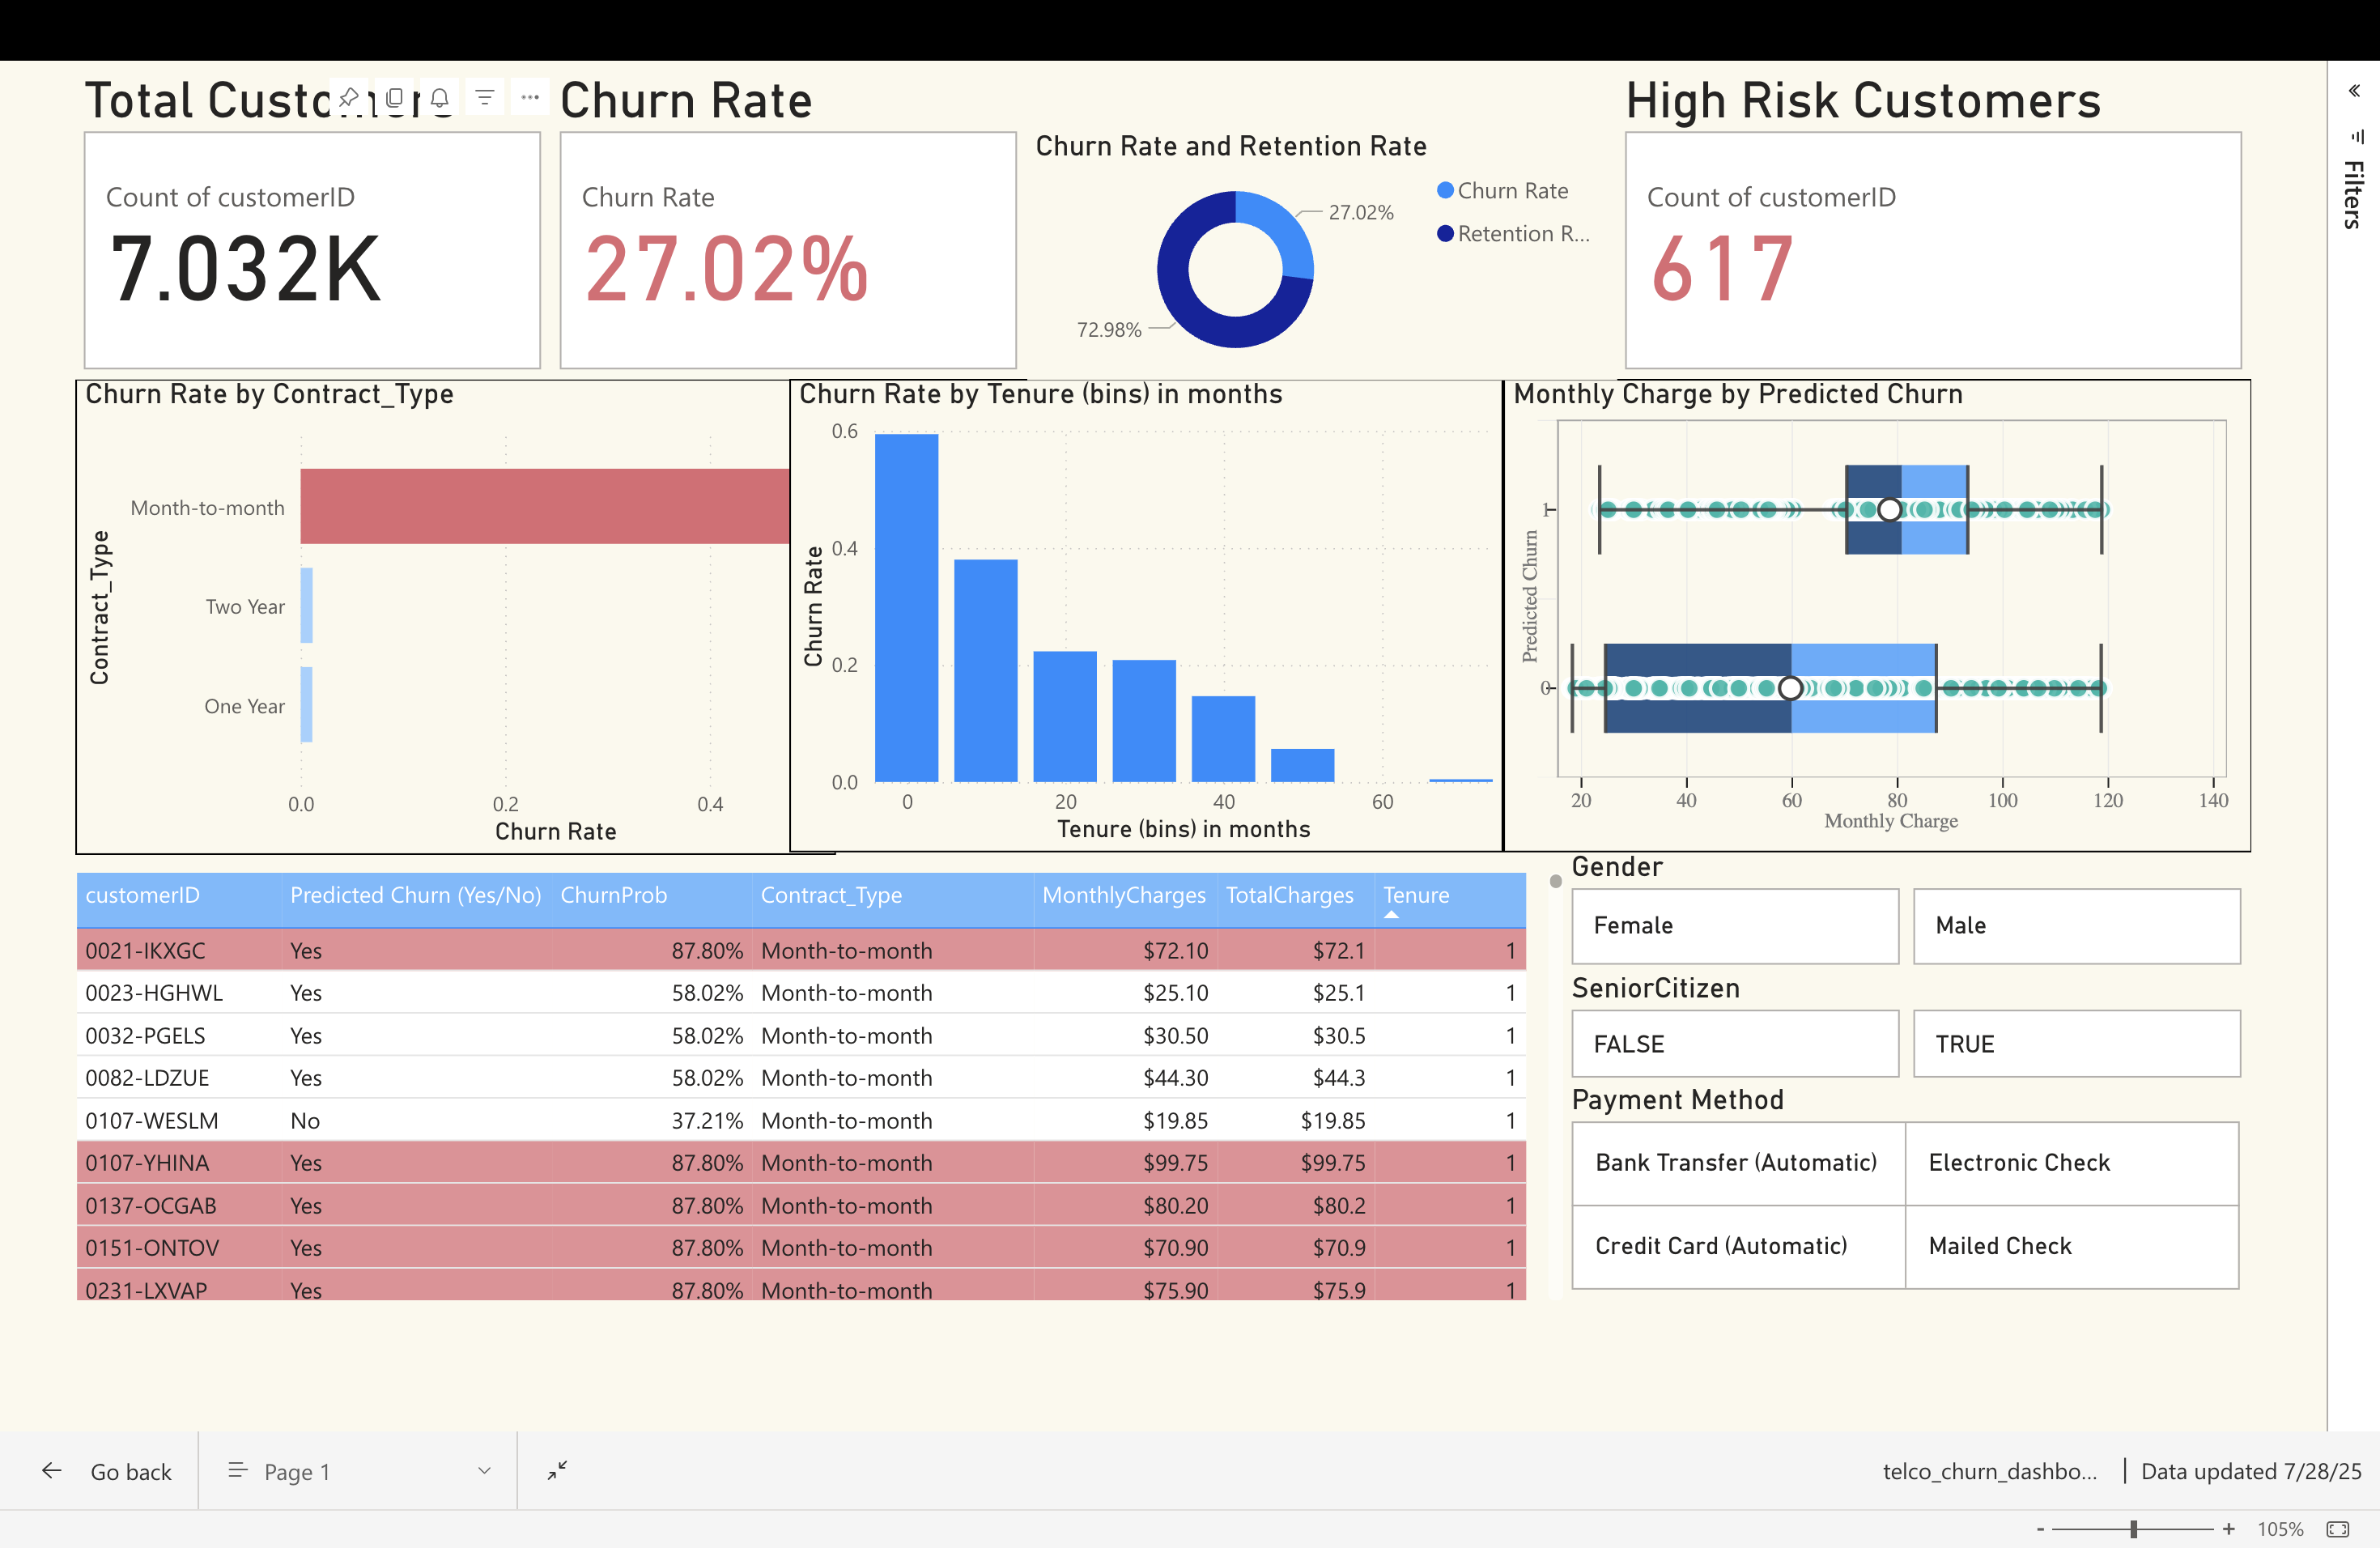 Total Customers
Churn Rate
High Risk Customers
Count of customerID
7.032K
Churn Rate
27.02%
Churn Rate and Retention Rate
27.02%
72.98%
Churn Rate
Retention R...
Count of customerID
617
« 
Filters
Churn Rate by Contract_Type
Contract_Type
Month-to-month
Two Year
One Year
0.0 0.2 0.4
Churn Rate
Churn Rate by Tenure (bins) in months
Churn Rate
0.6
0.4
0.2
0.0
0 20 40 60
Tenure (bins) in months
Monthly Charge by Predicted Churn
Predicted Churn
1
0
20 40 60 80 100 120 140
Monthly Charge
customerID Predicted Churn (Yes/No) ChurnProb Contract_Type MonthlyCharges TotalCharges Tenure
0021-IKXGC Yes 87.80% Month-to-month $72.10 $72.1 1
0023-HGHWL Yes 58.02% Month-to-month $25.10 $25.1 1
0032-PGELS Yes 58.02% Month-to-month $30.50 $30.5 1
0082-LDZUE Yes 58.02% Month-to-month $44.30 $44.3 1
0107-WESLM No 37.21% Month-to-month $19.85 $19.85 1
0107-YHINA Yes 87.80% Month-to-month $99.75 $99.75 1
0137-OCGAB Yes 87.80% Month-to-month $80.20 $80.2 1
0151-ONTOV Yes 87.80% Month-to-month $70.90 $70.9 1
0231-LXVAP Yes 87.80% Month-to-month $75.90 $75.9 1
Gender
Female Male
SeniorCitizen
FALSE TRUE
Payment Method
Bank Transfer (Automatic) Electronic Check
Credit Card (Automatic) Mailed Check
Go back
Page 1
telco_churn_dashbo... | Data updated 7/28/25
- + 105%